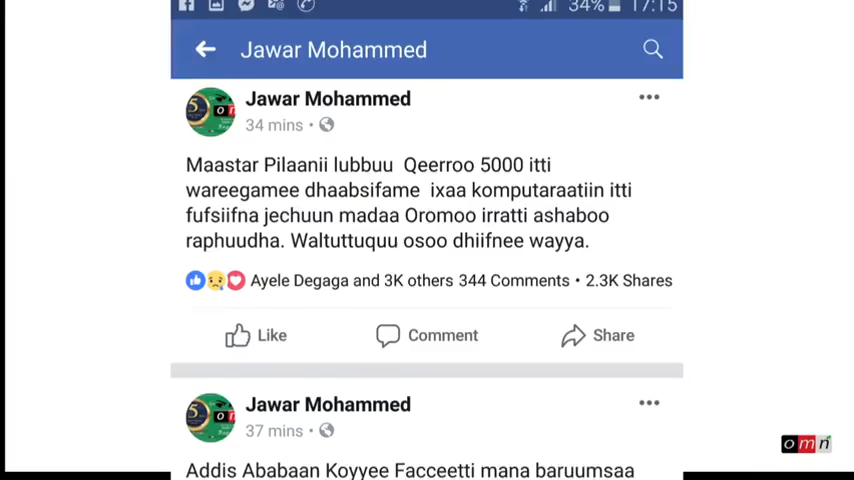 34% 17:15
Jawar Mohammed
Jawar Mohammed
34 mins •
Maastar Pilaanii lubbuu Qeerroo 5000 itti
wareegamee dhaabsifame ixaa komputaraatiin itti
fufsiifna jechuun madaa Oromoo irratti ashaboo
raphuudha. Waltuttuquu osoo dhiifnee wayya.
Ayele Degaga and 3K others 344 Comments • 2.3K Shares
Like Comment Share
Jawar Mohammed
37 mins •
omn
Addis Ababaan Koyyee Facceetti mana baruumsaa